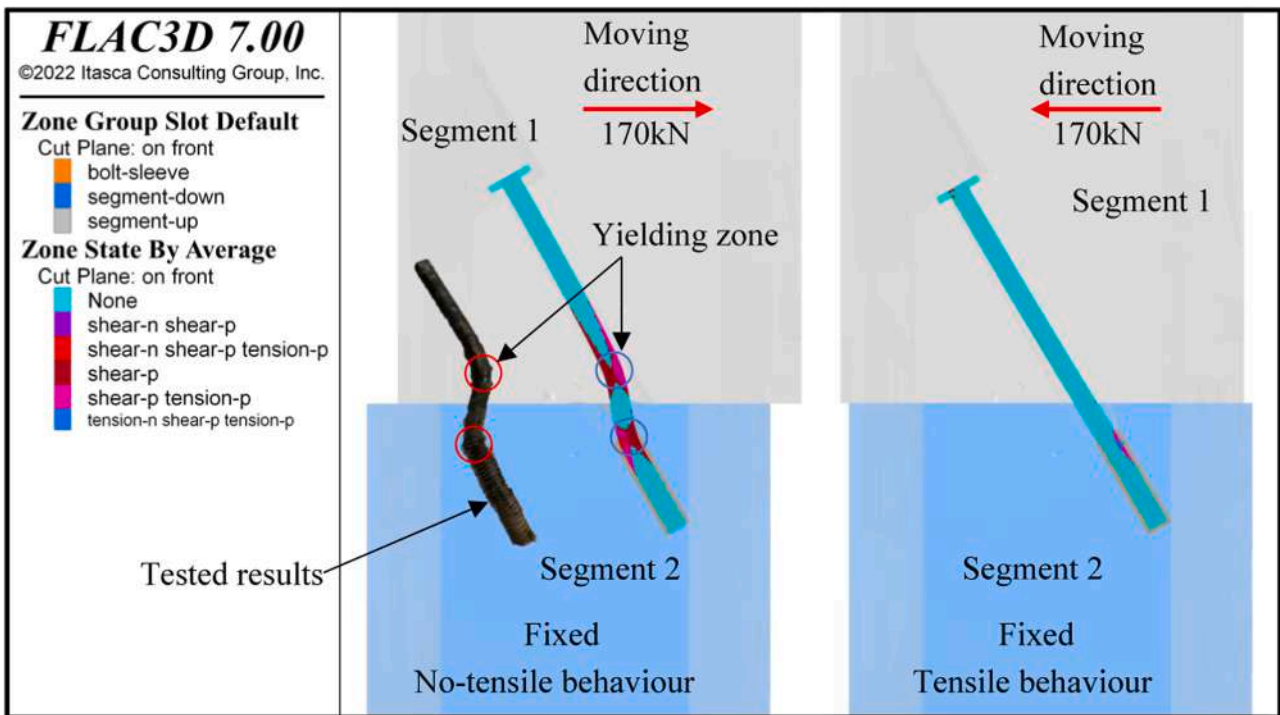 FLAC3D 7.00
©2022 Itasca Consulting Group, Inc.
Zone Group Slot Default
Cut Plane: on front
bolt-sleeve
segment-down
segment-up
Zone State By Average
Cut Plane: on front
None
shear-n shear-p
shear-n shear-p tension-p
shear-p
shear-p tension-p
tension-n shear-p tension-p
Moving
direction
170kN
Segment 1
Yielding zone
Tested results
Segment 2
Fixed
No-tensile behaviour
Moving
direction
170kN
Segment 1
Segment 2
Fixed
Tensile behaviour